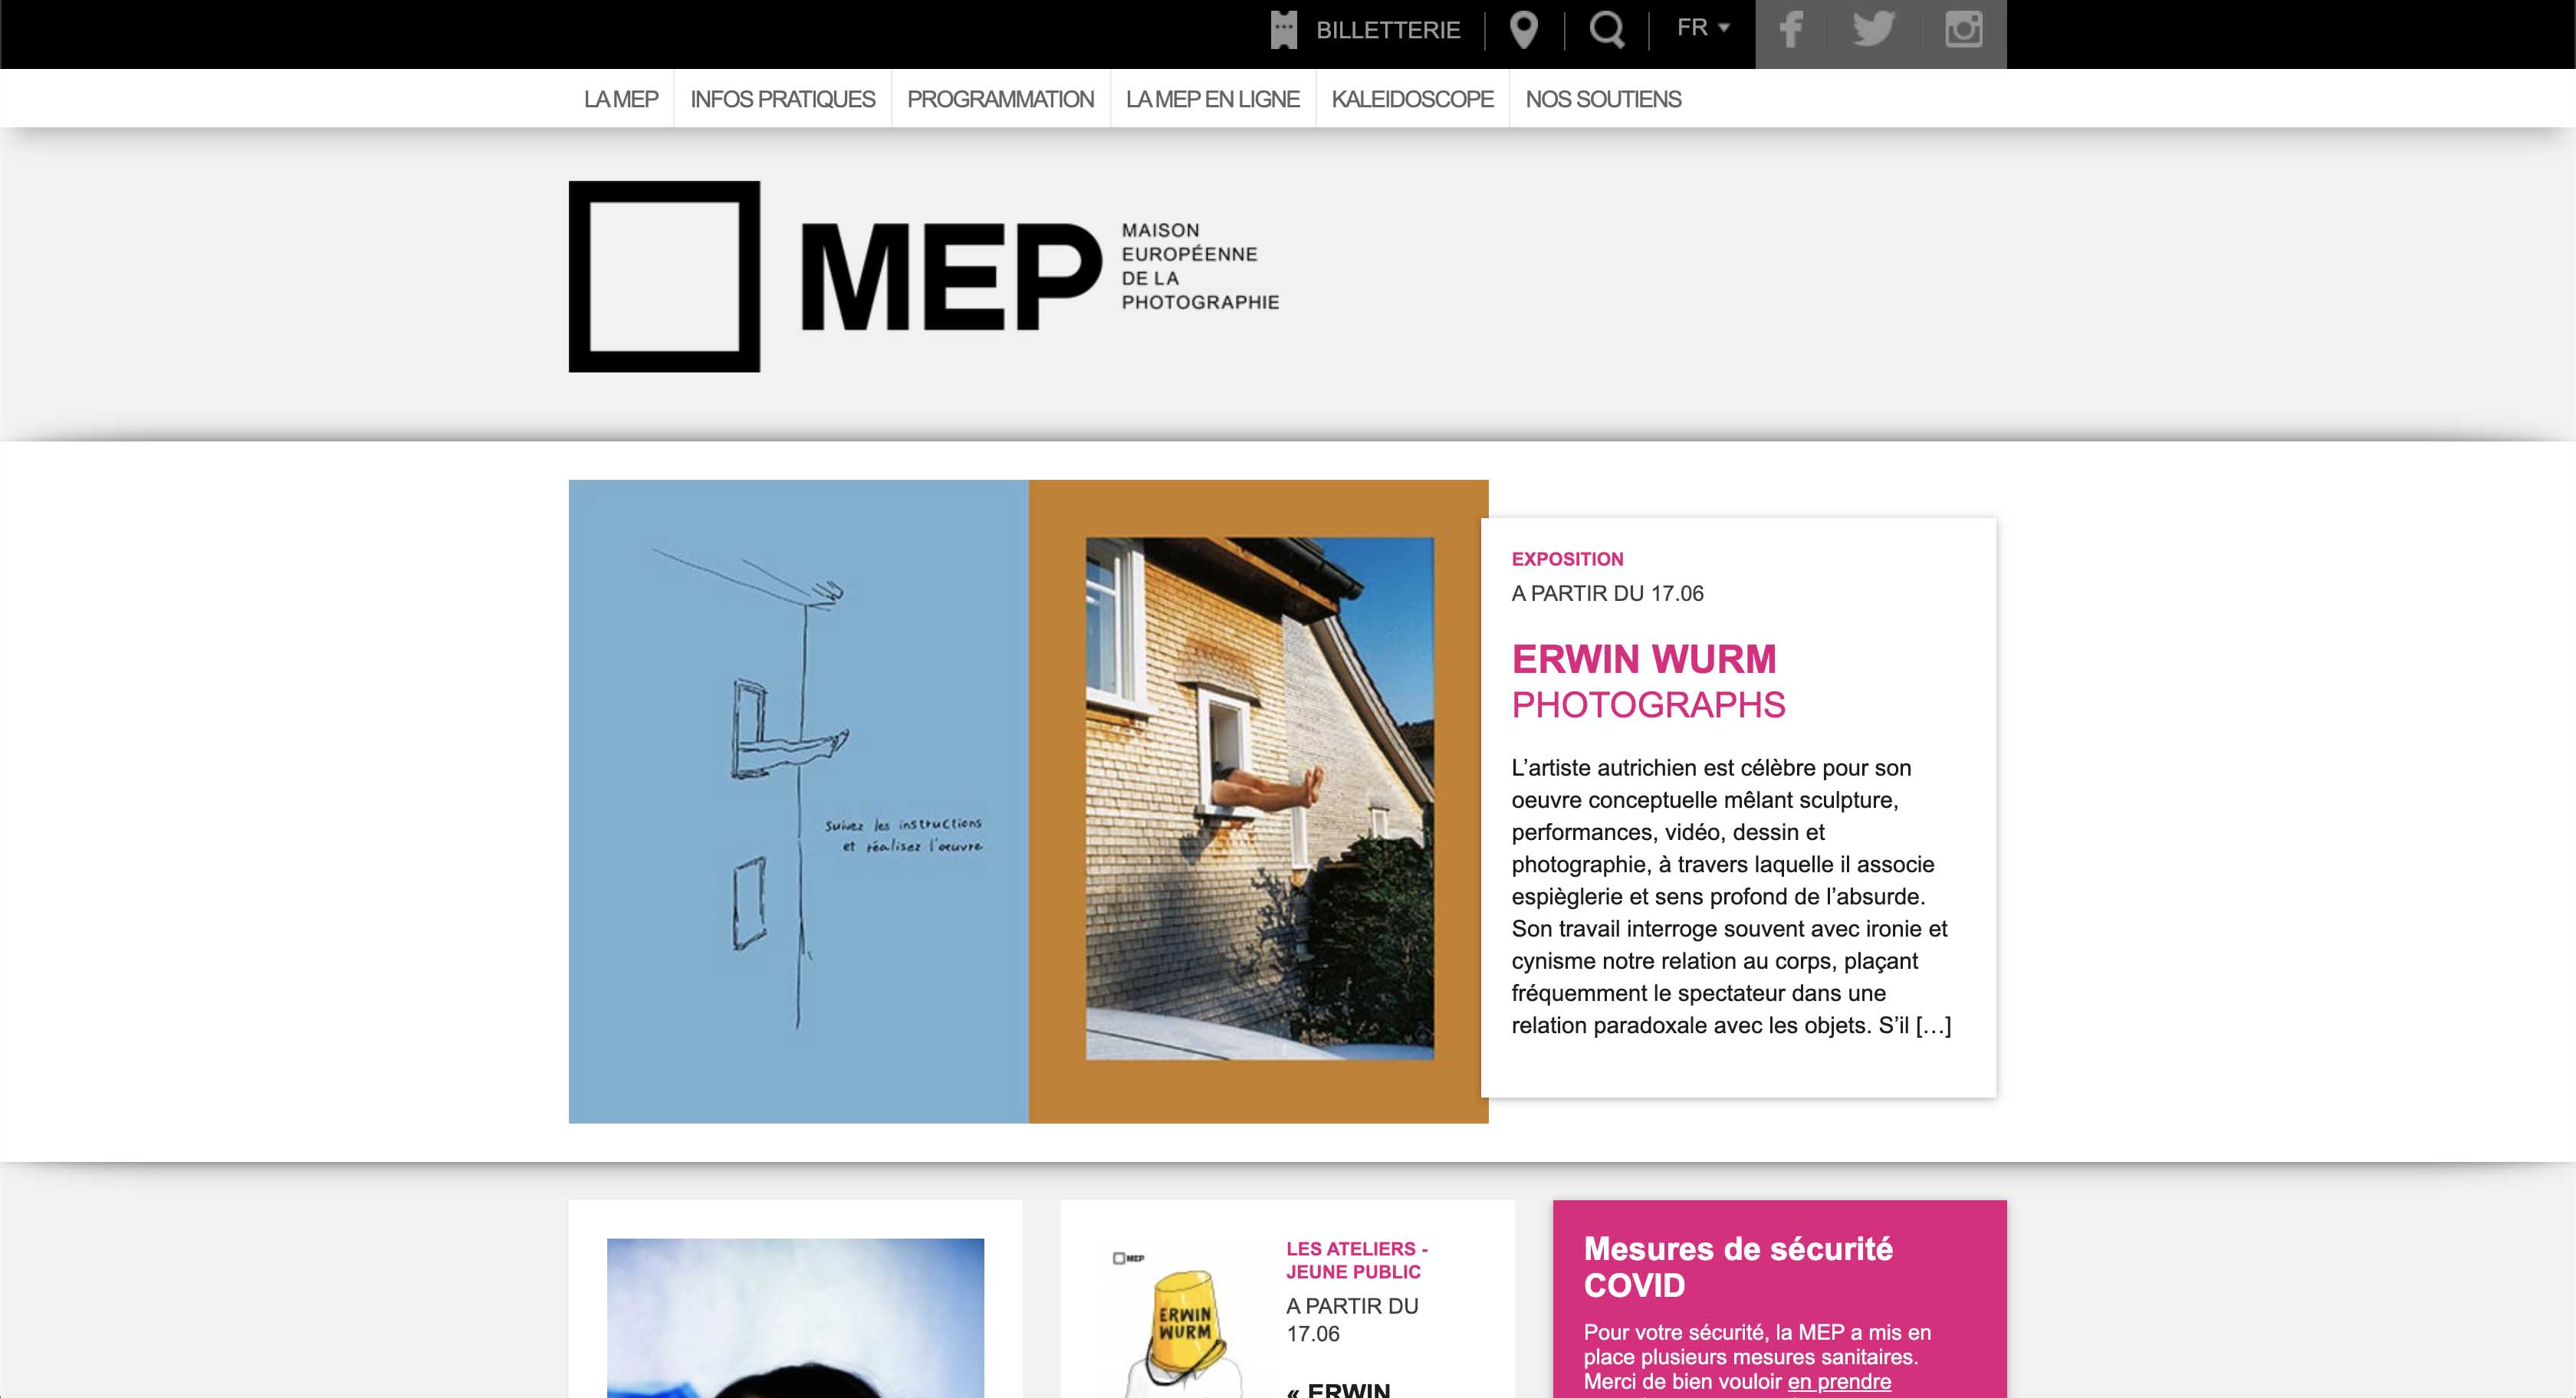 BILLETTERIE
FR
LA MEP
INFOS PRATIQUES
PROGRAMMATION
LA MEP EN LIGNE
KALEIDOSCOPE
NOS SOUTIENS
MEP
MAISON
EUROPÉENNE
DE LA
PHOTOGRAPHIE
Suivez les instructions
et réalisez l'œuvre
EXPOSITION
A PARTIR DU 17.06
ERWIN WURM
PHOTOGRAPHS
L’artiste autrichien est célèbre pour son
oeuvre conceptuelle mêlant sculpture,
performances, vidéo, dessin et
photographie, à travers laquelle il associe
espièglerie et sens profond de l’absurde.
Son travail interroge souvent avec ironie et
cynisme notre relation au corps, plaçant
fréquemment le spectateur dans une
relation paradoxale avec les objets. S’il […]
MEP
ERWIN
WURM
LES ATELIERS -
JEUNE PUBLIC
A PARTIR DU
17.06
« ERWIN
Mesures de sécurité
COVID
Pour votre sécurité, la MEP a mis en
place plusieurs mesures sanitaires.
Merci de bien vouloir en prendre